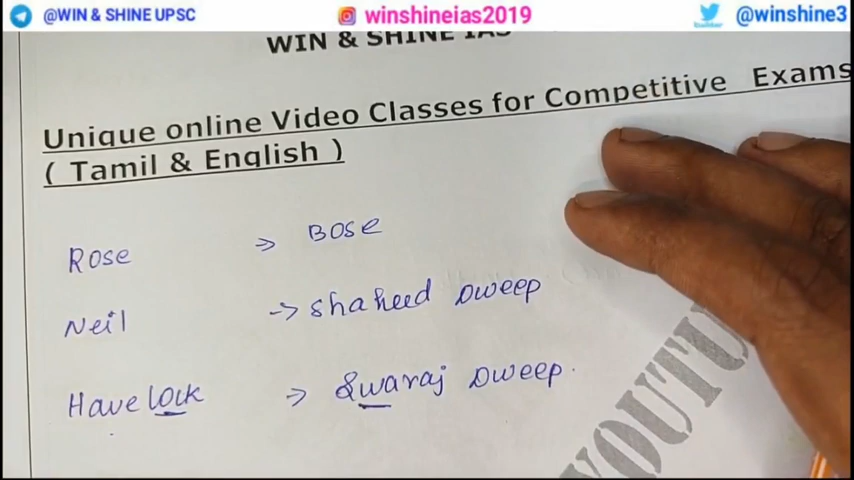 @WIN & SHINE UPSC winshineias2019 @winshine3
WIN & SHINE IAS
Unique online Video Classes for Competitive Exams
( Tamil & English )
Rose => BOSE
Neil -> Shaheed Dweep
Havelock => Swaraj Dweep.
YOUTU